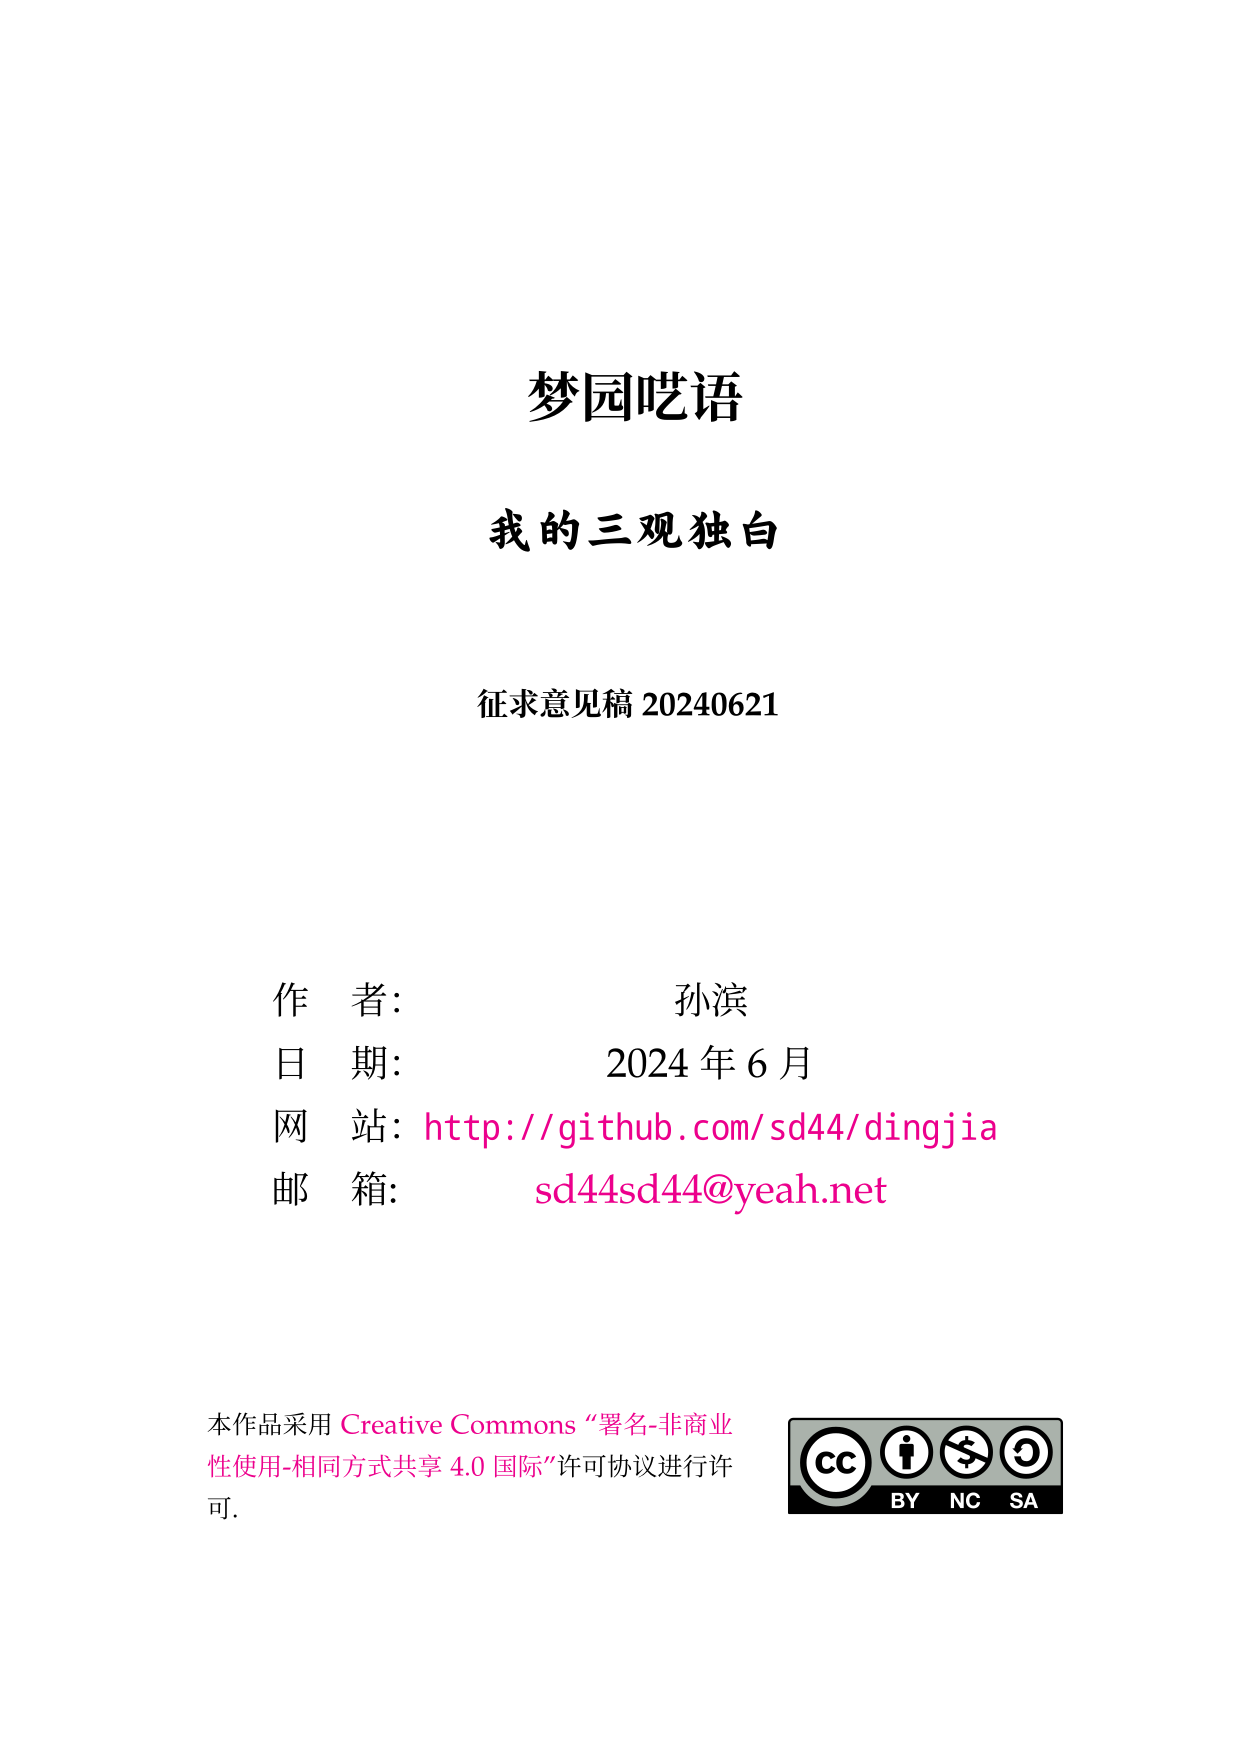 梦园呓语
我的三观独白
征求意见稿 20240621
作 者： 孙滨
日 期： 2024 年 6 月
网 站： http://github.com/sd44/dingjia
邮 箱: sd44sd44@yeah.net
本作品采用 Creative Commons “署名-非商业
性使用-相同方式共享 4.0 国际”许可协议进行许
可.
CC BY NC SA